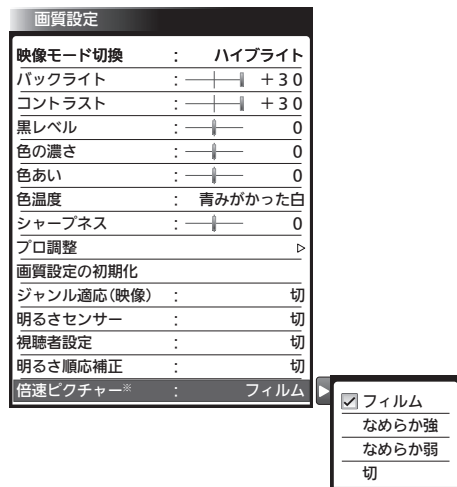 画質設定
映像モード切換 : ハイブライト
バックライト : +30
コントラスト : +30
黒レベル : 0
色の濃さ : 0
色あい : 0
色温度 : 青みがかった白
シャープネス : 0
プロ調整
画質設定の初期化
ジャンル適応(映像) : 切
明るさセンサー : 切
視聴者設定 : 切
明るさ順応補正 : 切
倍速ピクチャー※ : フィルム
フィルム
なめらか強
なめらか弱
切